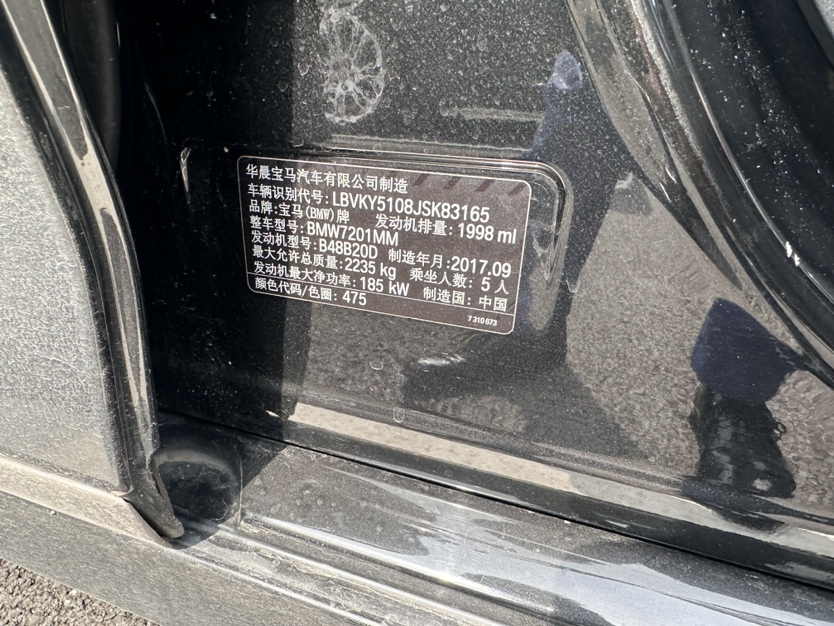 华晨宝马汽车有限公司制造
车辆识别代号: LBVKY5108JSK83165
品牌:宝马(BMW)牌 发动机排量: 1998 ml
整车型号: BMW7201MM
发动机型号: B48B20D 制造年月:2017.09
最大允许总质量: 2235 kg 乘坐人数: 5 人
发动机最大净功率: 185 kW 制造国: 中国
颜色代码/色圈: 475
7310673